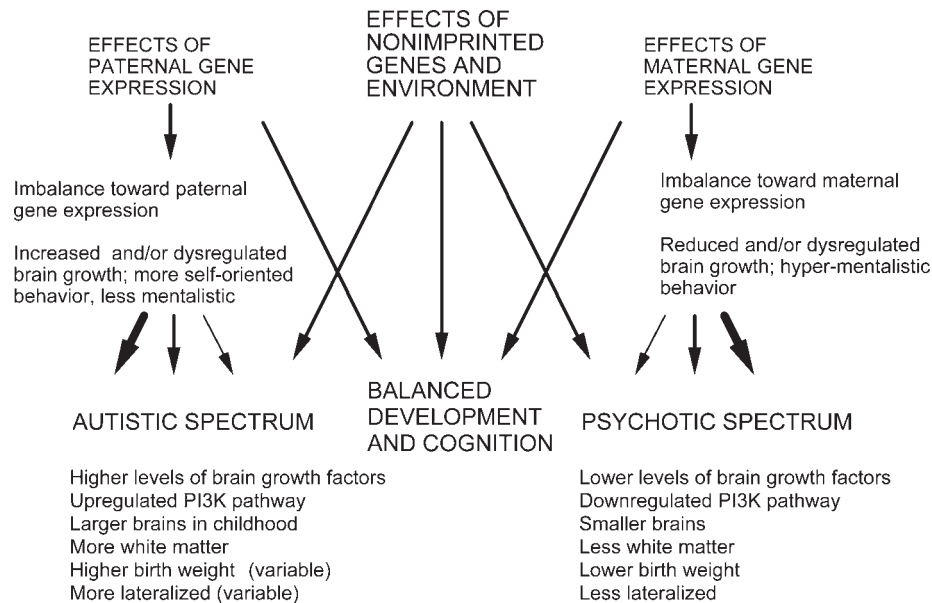 EFFECTS OF
PATERNAL GENE
EXPRESSION
EFFECTS OF
NONIMPRINTED
GENES AND
ENVIRONMENT
EFFECTS OF
MATERNAL GENE
EXPRESSION
Imbalance toward paternal
gene expression
Increased and/or dysregulated
brain growth; more self-oriented
behavior, less mentalistic
Imbalance toward maternal
gene expression
Reduced and/or dysregulated
brain growth; hyper-mentalistic
behavior
AUTISTIC SPECTRUM
BALANCED
DEVELOPMENT
AND COGNITION
PSYCHOTIC SPECTRUM
Higher levels of brain growth factors
Upregulated PI3K pathway
Larger brains in childhood
More white matter
Higher birth weight (variable)
More lateralized (variable)
Lower levels of brain growth factors
Downregulated PI3K pathway
Smaller brains
Less white matter
Lower birth weight
Less lateralized